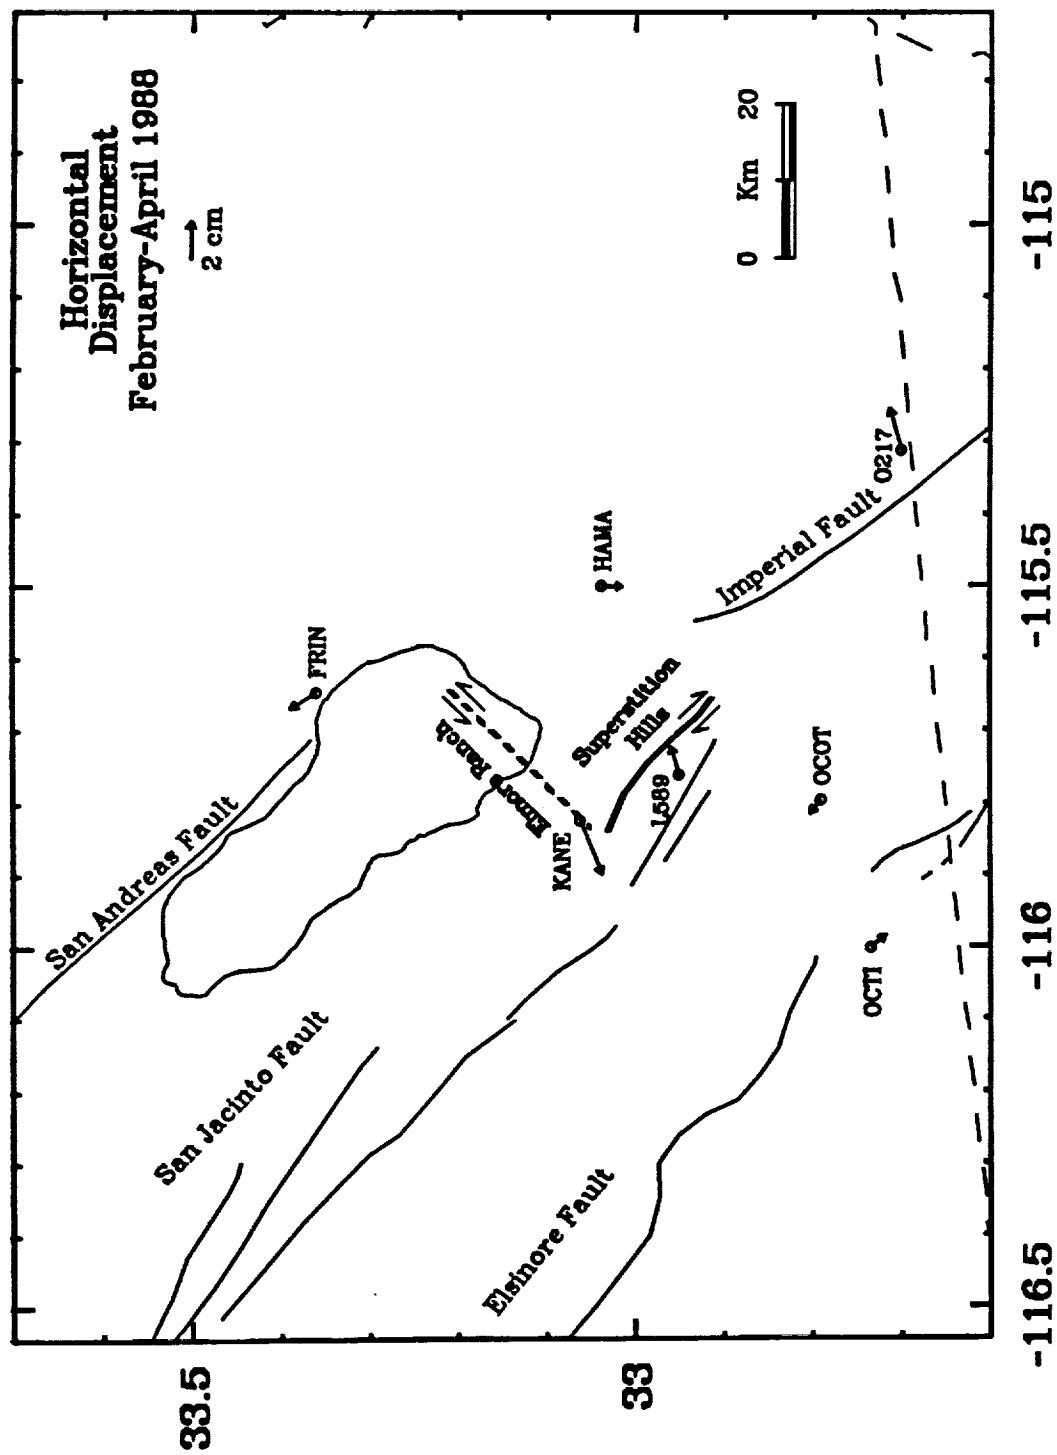 Horizontal
Displacement
February-April 1988
2 cm
San Andreas Fault
FRIN
San Jacinto Fault
Elmore Ranch
HAMA
KANE
Superstition
Hills
L589
0 Km 20
Elsinore Fault
Imperial Fault
OCOT
OCTI
0217
33.5
33
-116.5
-116
-115.5
-115